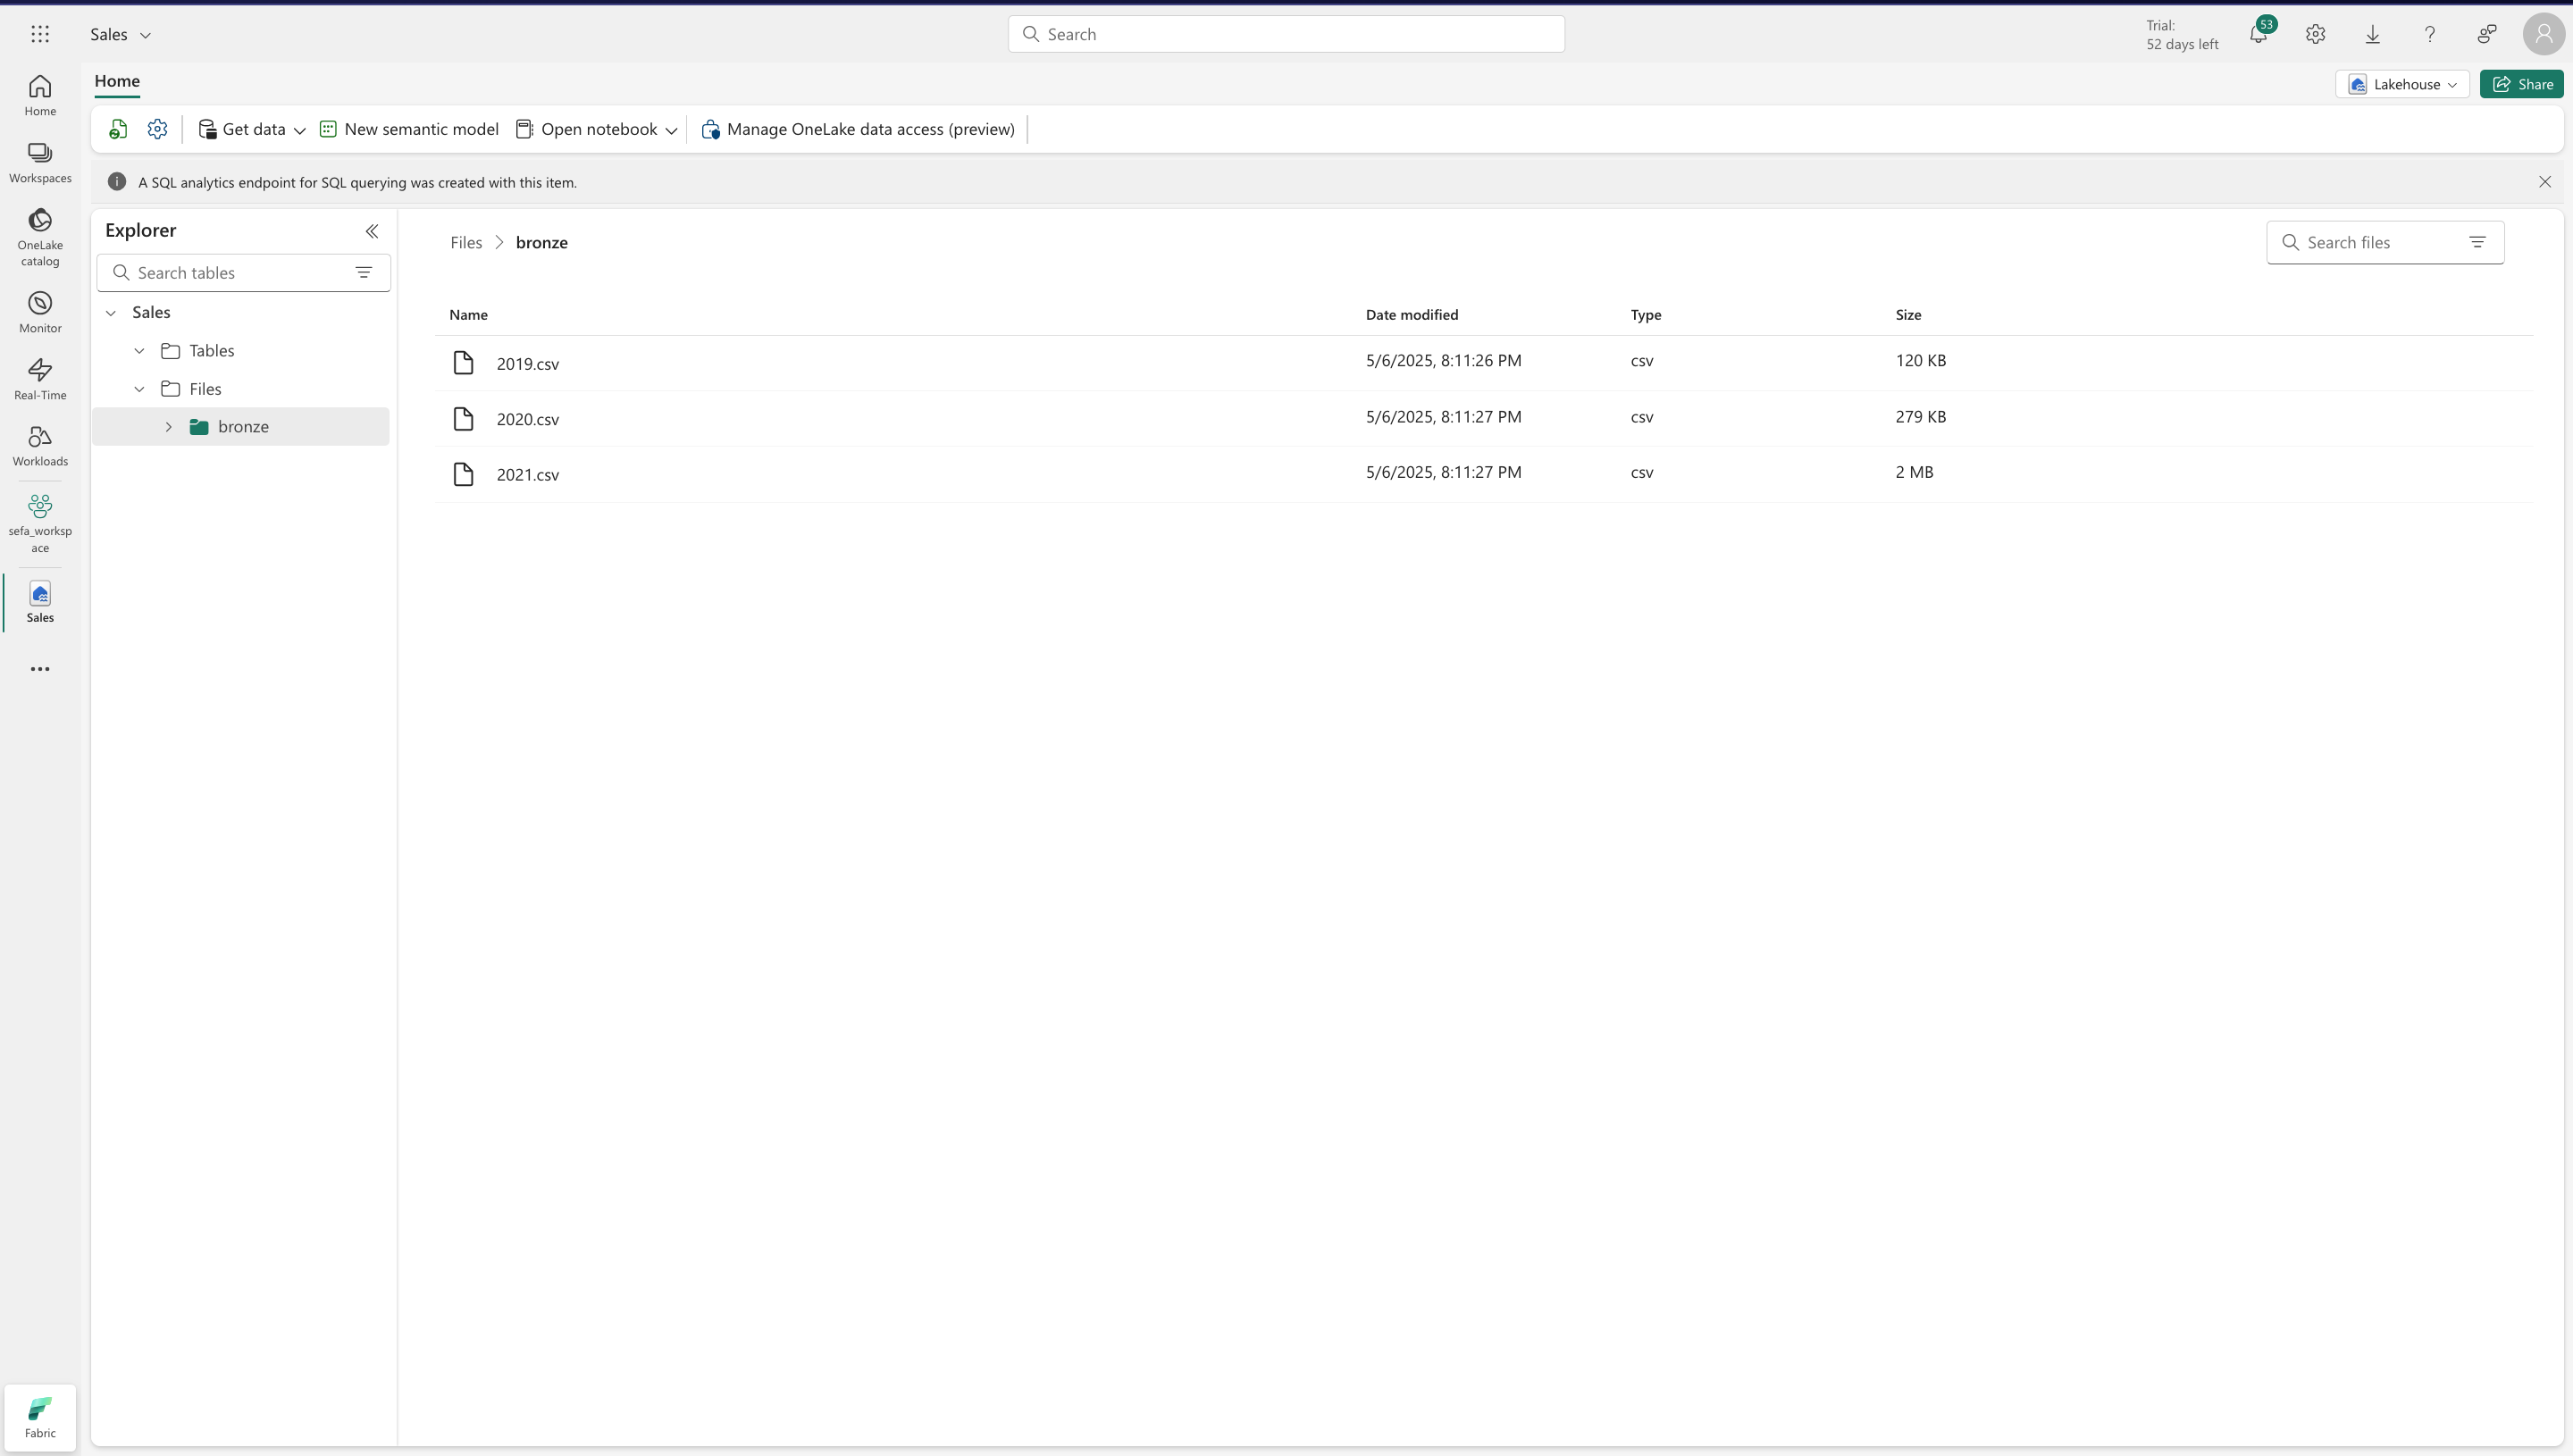 Sales
Search
Trial:
52 days left
53
Home
Lakehouse
Share
Get data
New semantic model
Open notebook
Manage OneLake data access (preview)
A SQL analytics endpoint for SQL querying was created with this item.
Home
Workspaces
OneLake
catalog
Monitor
Real-Time
Workloads
sefa_worksp
ace
Sales
Fabric
Explorer
Search tables
Sales
Tables
Files
bronze
Files bronze
Search files
Name Date modified Type Size
2019.csv 5/6/2025, 8:11:26 PM csv 120 KB
2020.csv 5/6/2025, 8:11:27 PM csv 279 KB
2021.csv 5/6/2025, 8:11:27 PM csv 2 MB